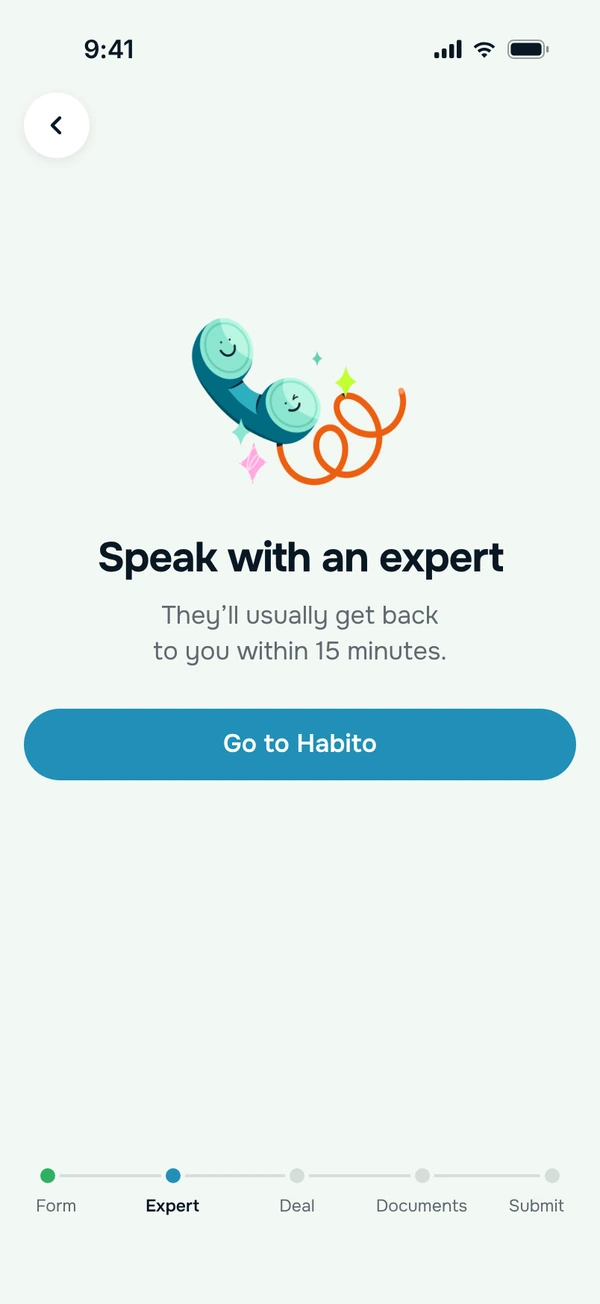 9:41
Speak with an expert
They’ll usually get back
to you within 15 minutes.
Go to Habito
Form
Expert
Deal
Documents
Submit